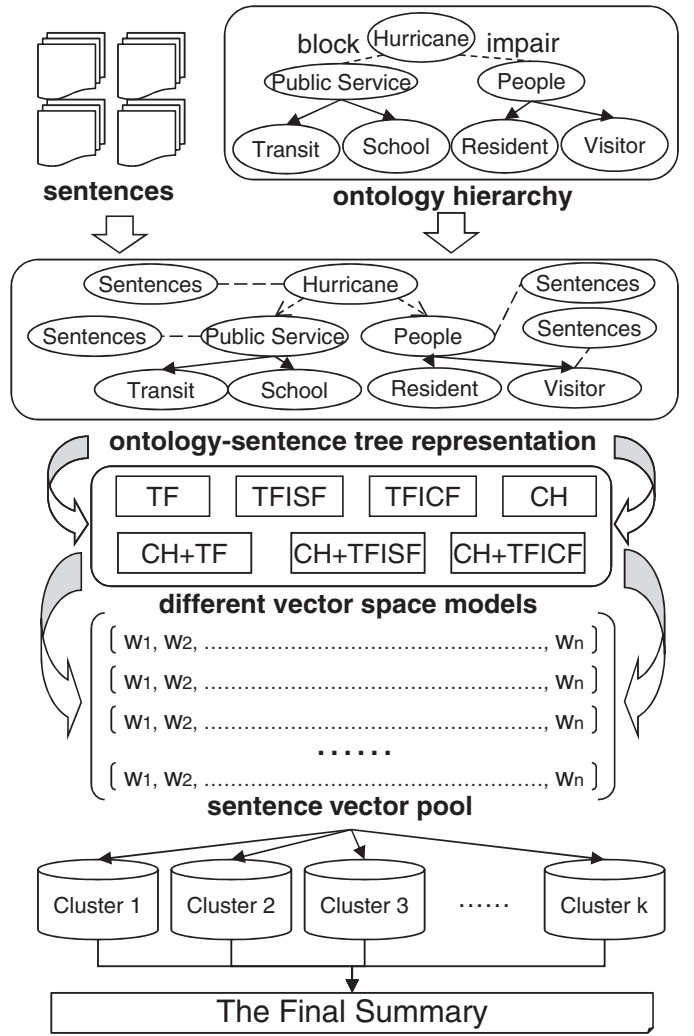 block Hurricane impair
Public Service People
Transit School Resident Visitor
sentences
ontology hierarchy
Sentences Hurricane Sentences
Sentences Public Service People Sentences
Transit School Resident Visitor
ontology-sentence tree representation
TF TFISF TFICF CH
CH+TF CH+TFISF CH+TFICF
different vector space models
[ w1, w2, ................................................, wn ]
[ w1, w2, ................................................, wn ]
[ w1, w2, ................................................, wn ]
......
[ w1, w2, ................................................, wn ]
sentence vector pool
Cluster 1 Cluster 2 Cluster 3 ...... Cluster k
The Final Summary